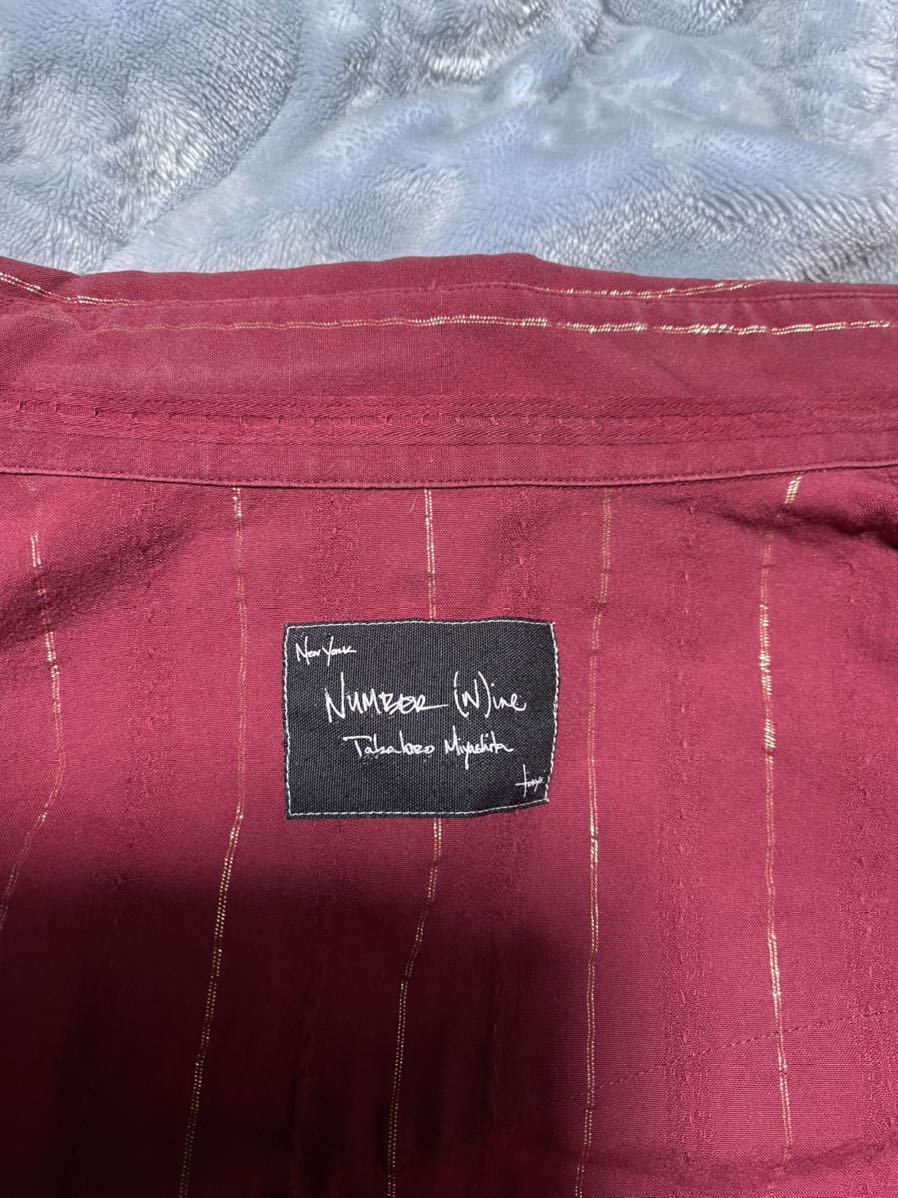 New York
NUMBER (N)ine
Takahiro Miyashita
tokyo